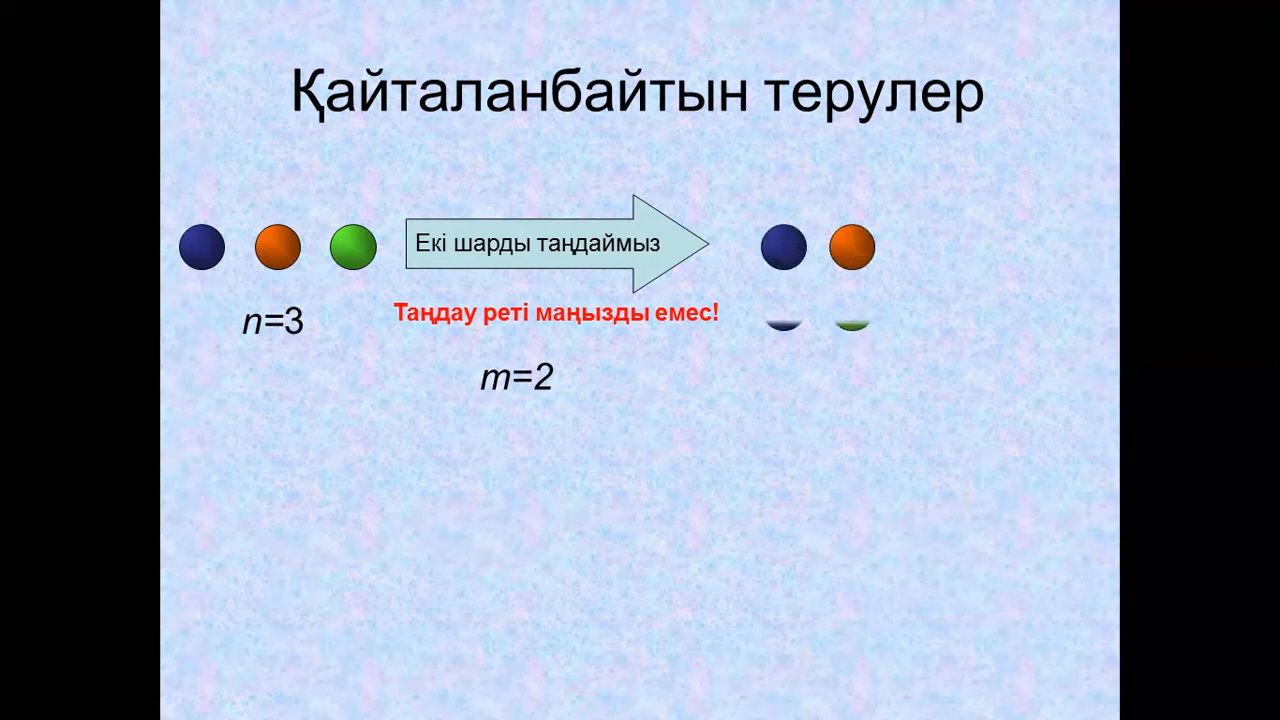 Қайталанбайтын терулер
Екі шарды таңдаймыз
Таңдау реті маңызды емес!
n=3
m=2